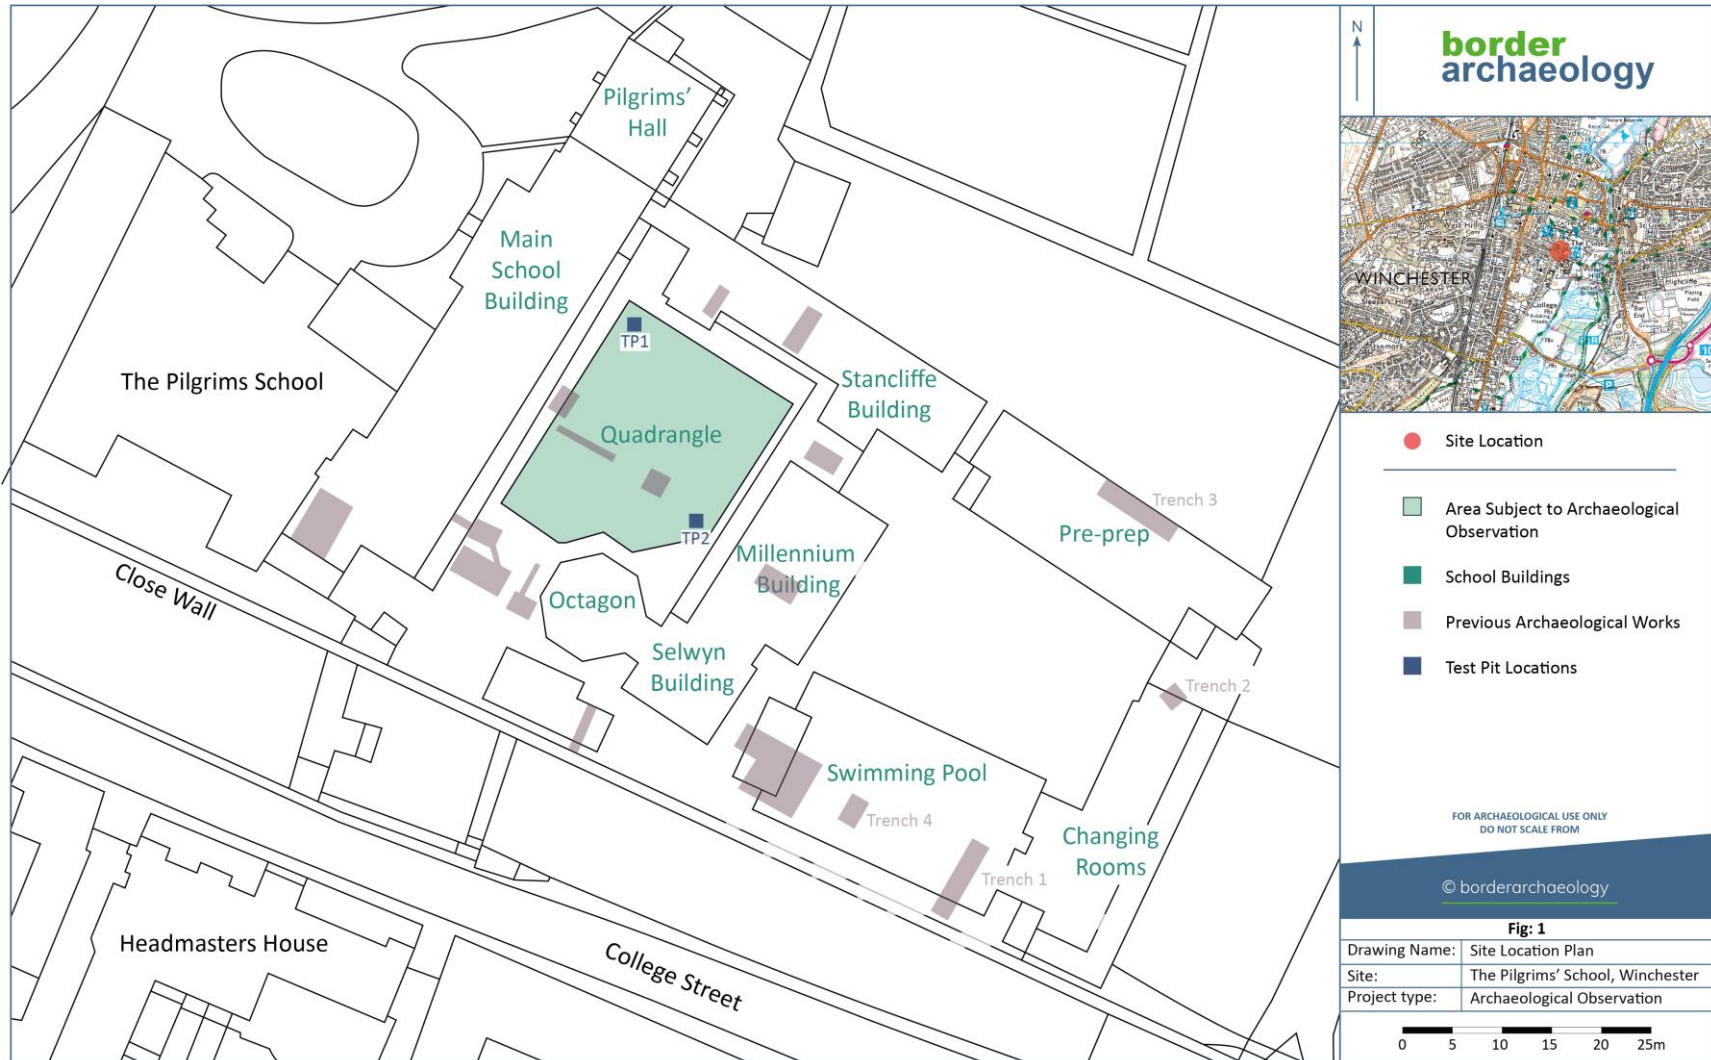 Pilgrims'
Hall
Main
School
Building
The Pilgrims School
TP1
Quadrangle
TP2
Stancliffe
Building
Trench 3
Pre-prep
Millennium
Building
Octagon
Close Wall
Selwyn
Building
Trench 2
Swimming Pool
Trench 4
Trench 1
Changing
Rooms
Headmasters House
College Street
N
border
archaeology
WINCHESTER
Site Location
Area Subject to Archaeological
Observation
School Buildings
Previous Archaeological Works
Test Pit Locations
FOR ARCHAEOLOGICAL USE ONLY
DO NOT SCALE FROM
© borderarchaeology
Fig: 1
Drawing Name: Site Location Plan
Site: The Pilgrims' School, Winchester
Project type: Archaeological Observation
0 5 10 15 20 25m